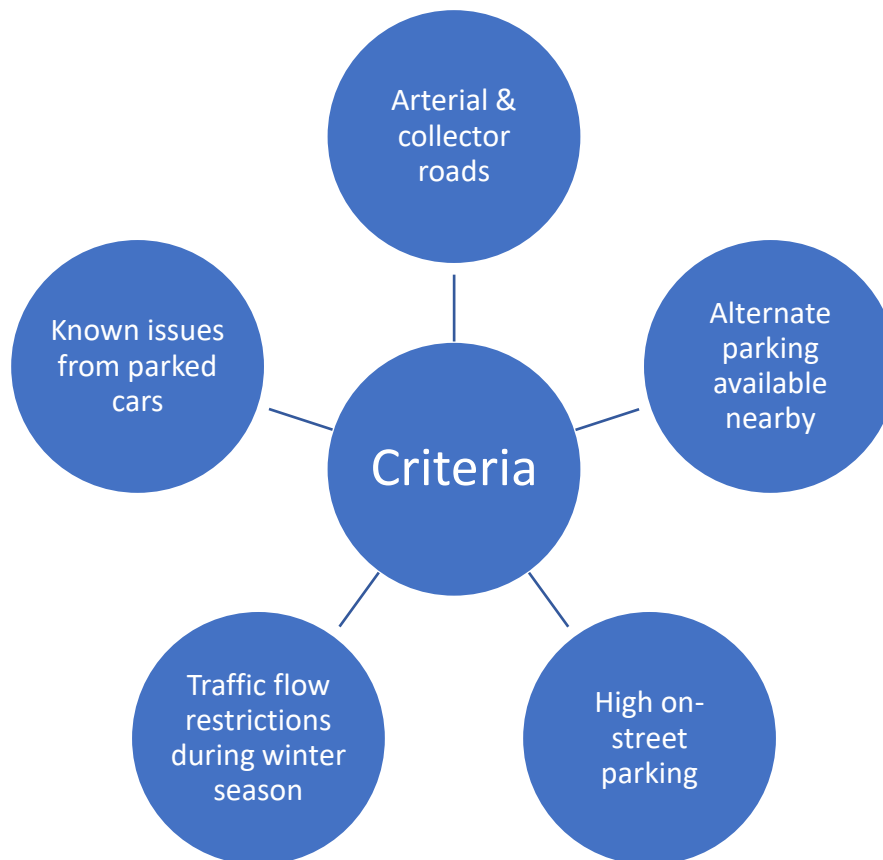 Arterial &
collector
roads
Known issues
from parked
cars
Alternate
parking
available
nearby
Criteria
Traffic flow
restrictions
during winter
season
High on-
street
parking